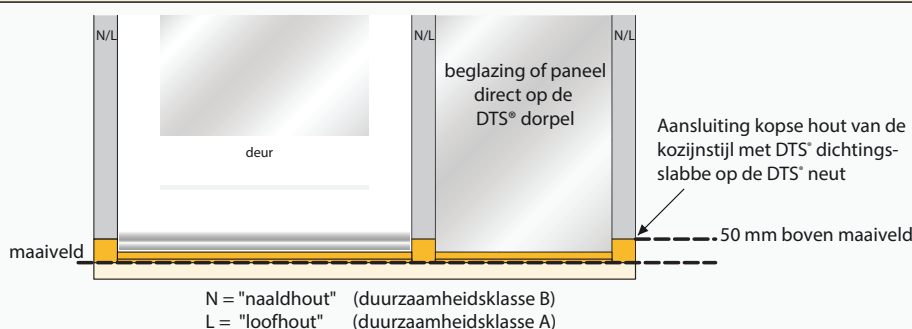 N/L
N/L
N/L
beglazing of paneel
direct op de
DTS® dorpel
deur
Aansluiting kopse hout van de
kozijnstijl met DTS® dichtings-
slabbe op de DTS® neut
maaiveld
50 mm boven maaiveld
N = "naaldhout" (duurzaamheidsklasse B)
L = "loofhout" (duurzaamheidsklasse A)